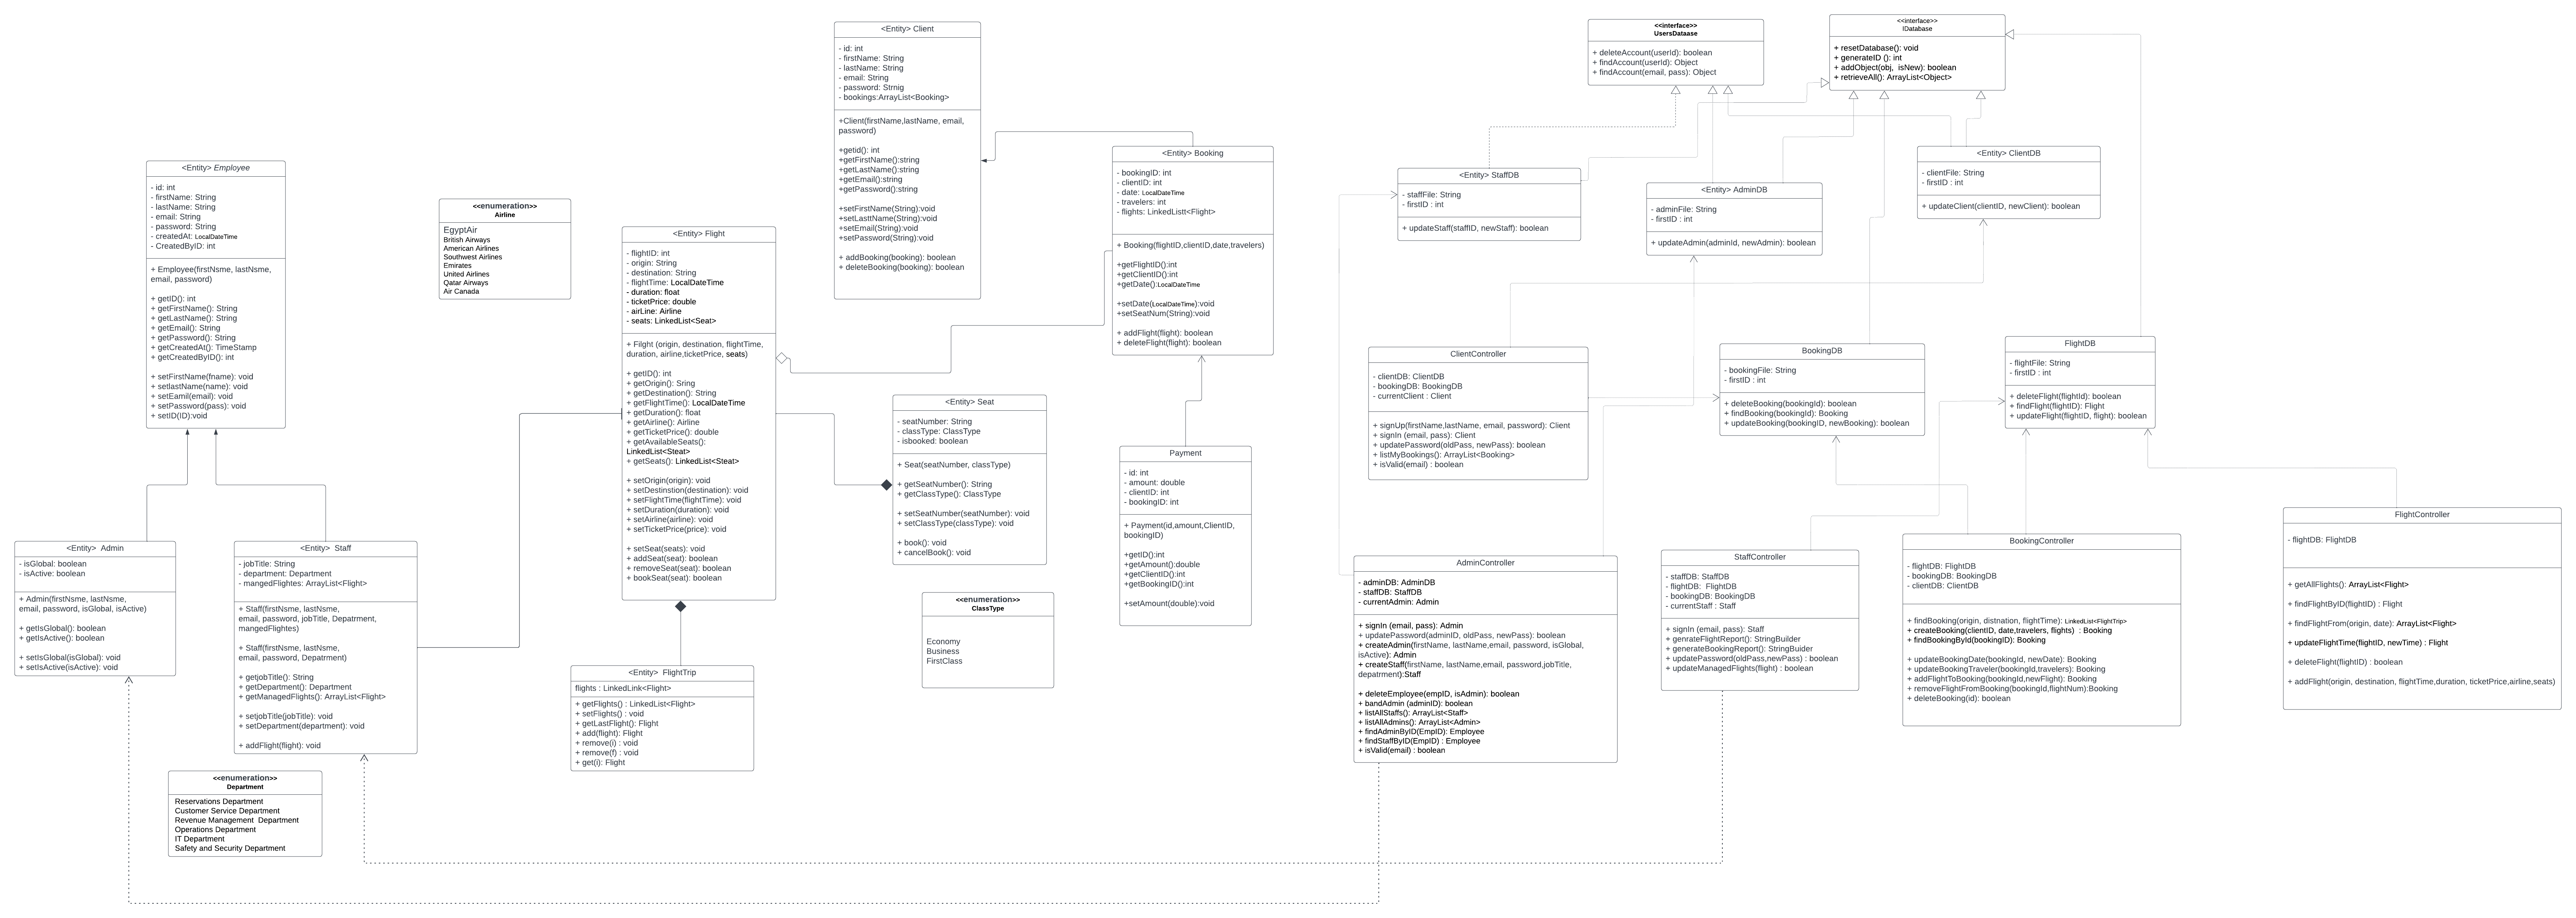 <Entity> Client
- id: int
- firstName: String
- lastName: String
- email: String
- password: Strnig
- bookings:ArrayList<Booking>
+Client(firstName,lastName, email,
password)
+getid(): int
+getFirstName():string
+getLastName():string
+getEmail():string
+getPassword():string
+setFirstName(String):void
+setLasttName(String):void
+setEmail(String):void
+setPassword(String):void
+ addBooking(booking): boolean
+ deleteBooking(booking): boolean
<<interface>>
UsersDataase
+ deleteAccount(userId): boolean
+ findAccount(userId): Object
+ findAccount(email, pass): Object
<<interface>>
IDatabase
+ resetDatabase(): void
+ generateID (): int
+ addObject(obj,  isNew): boolean
+ retrieveAll(): ArrayList<Object>
<Entity> Employee
- id: int
- firstName: String
- lastName: String
- email: String
- password: String
- createdAt: LocalDateTime
- CreatedByID: int
+ Employee(firstNsme, lastNsme,
email, password)
+ getID(): int
+ getFirstName(): String
+ getLastName(): String
+ getEmail(): String
+ getPassword(): String
+ getCreatedAt(): TimeStamp
+ getCreatedByID(): int
+ setFirstName(fname): void
+ setlastName(name): void
+ setEamil(email): void
+ setPassword(pass): void
+ setID(ID):void
<<enumeration>>
Airline
EgyptAir
British Airways
American Airlines
Southwest Airlines
Emirates
United Airlines
Qatar Airways
Air Canada
<Entity> Flight
- flightID: int
- origin: String
- destination: String
- flightTime: LocalDateTime
- duration: float
- ticketPrice: double
- airLine: Airline
- seats: LinkedList<Seat>
+ Filght (origin, destination, flightTime,
duration, airline,ticketPrice, seats)
+ getID(): int
+ getOrigin(): Sring
+ getDestination(): String
+ getFlightTime(): LocalDateTime
+ getDuration(): float
+ getAirline(): Airline
+ getTicketPrice(): double
+ getAvailableSeats():
LinkedList<Steat>
+ getSeats(): LinkedList<Steat>
+ setOrigin(origin): void
+ setDestinstion(destination): void
+ setFlightTime(flightTime): void
+ setDuration(duration): void
+ setAirline(airline): void
+ setTicketPrice(price): void
+ setSeat(seats): void
+ addSeat(seat): boolean
+ removeSeat(seat): boolean
+ bookSeat(seat): boolean
<Entity> Booking
- bookingID: int
- clientID: int
- date: LocalDateTime
- travelers: int
- flights: LinkedListt<Flight>
+ Booking(flightID,clientID,date,travelers)
+getFlightID():int
+getClientID():int
+getDate():LocalDateTime
+setDate(LocalDateTime):void
+setSeatNum(String):void
+ addFlight(flight): boolean
+ deleteFlight(flight): boolean
<Entity> StaffDB
- staffFile: String
- firstID : int
+ updateStaff(staffID, newStaff): boolean
<Entity> AdminDB
- adminFile: String
- firstID : int
+ updateAdmin(adminId, newAdmin): boolean
<Entity> ClientDB
- clientFile: String
- firstID : int
+ updateClient(clientID, newClient): boolean
ClientController
- clientDB: ClientDB
- bookingDB: BookingDB
- currentClient : Client
+ signUp(firstName,lastName, email, password): Client
+ signIn (email, pass): Client
+ updatePassword(oldPass, newPass): boolean
+ listMyBookings(): ArrayList<Booking>
+ isValid(email) : boolean
BookingDB
- bookingFile: String
- firstID : int
+ deleteBooking(bookingId): boolean
+ findBooking(bookingId): Booking
+ updateBooking(bookingID, newBooking): boolean
FlightDB
- flightFile: String
- firstID : int
+ deleteFlight(flightId): boolean
+ findFlight(flightID): Flight
+ updateFlight(flightID, flight): boolean
<Entity> Seat
- seatNumber: String
- classType: ClassType
- isbooked: boolean
+ Seat(seatNumber, classType)
+ getSeatNumber(): String
+ getClassType(): ClassType
+ setSeatNumber(seatNumber): void
+ setClassType(classType): void
+ book(): void
+ cancelBook(): void
Payment
- id: int
- amount: double
- clientID: int
- bookingID: int
+ Payment(id,amount,ClientID,
bookingID)
+getID():int
+getAmount():double
+getClientID():int
+getBookingID():int
+setAmount(double):void
<Entity>  Admin
- isGlobal: boolean
- isActive: boolean
+ Admin(firstNsme, lastNsme,
email, password, isGlobal, isActive)
+ getIsGlobal(): boolean
+ getIsActive(): boolean
+ setIsGlobal(isGlobal): void
+ setIsActive(isActive): void
<Entity>  Staff
- jobTitle: String
- department: Department
- mangedFlightes: ArrayList<Flight>
+ Staff(firstNsme, lastNsme,
email, password, jobTitle, Depatrment,
mangedFlightes)
+ Staff(firstNsme, lastNsme,
email, password, Depatment)
+ getjobTitle(): String
+ getDepartment(): Department
+ getManagedFlights(): ArrayList<Flight>
+ setjobTitle(jobTitle): void
+ setDepartment(department): void
+ addFlight(flight): void
<<enumeration>>
Department
Reservations Department
Customer Service Department
Revenue Management  Department
Operations Department
IT Department
Safety and Security Department
<Entity>  FlightTrip
flights : LinkedLink<Flight>
+ getFlights() : LinkedList<Flight>
+ setFlights() : void
+ getLastFlight(): Flight
+ add(flight): Flight
+ remove(i) : void
+ remove(f) : void
+ get(i): Flight
<<enumeration>>
ClassType
Economy
Business
FirstClass
AdminController
- adminDB: AdminDB
- staffDB: StaffDB
- currentAdmin: Admin
+ signIn (email, pass): Admin
+ updatePassword(adminID, oldPass, newPass): boolean
+ createAdmin(firstName, lastName,email, password, isGlobal,
isActive): Admin
+ createStaff(firstName, lastName,email, password,jobTitle,
depatrment):Staff
+ deleteEmployee(empID, isAdmin): boolean
+ bandAdmin (adminID): boolean
+ listAllStaffs(): ArrayList<Staff>
+ listAllAdmins(): ArrayList<Admin>
+ findAdminByID(EmpID): Employee
+ findStaffByID(EmpID) : Employee
+ isValid(email) : boolean
StaffController
- staffDB: StaffDB
- flightDB:  FlightDB
- bookingDB: BookingDB
- currentStaff : Staff
+ signIn (email, pass): Staff
+ genrateFlightReport(): StringBuilder
+ generateBookingReport(): StringBuider
+ updatePassword(oldPass,newPass) : boolean
+ updateManagedFlights(flight) : boolean
BookingController
- flightDB: FlightDB
- bookingDB: BookingDB
- clientDB: ClientDB
+ findBooking(origin, distnation, flightTime): LinkedList<FlightTrip>
+ createBooking(clientID, date,travelers, flights)  : Booking
+ findBookingById(bookingID): Booking
+ updateBookingDate(bookingId, newDate): Booking
+ updateBookingTraveler(bookingId,travelers): Booking
+ addFlightToBooking(bookingId,newFlight): Booking
+ removeFlightFromBooking(bookingId,flightNum):Booking
+ deleteBooking(id): boolean
FlightController
- flightDB: FlightDB
+ getAllFlights(): ArrayList<Flight>
+ findFlightByID(flightID) : Flight
+ findFlightFrom(origin, date): ArrayList<Flight>
+ updateFlightTime(flightID, newTime) : Flight
+ deleteFlight(flightID) : boolean
+ addFlight(origin, destination, flightTime,duration, ticketPrice,airline,seats)